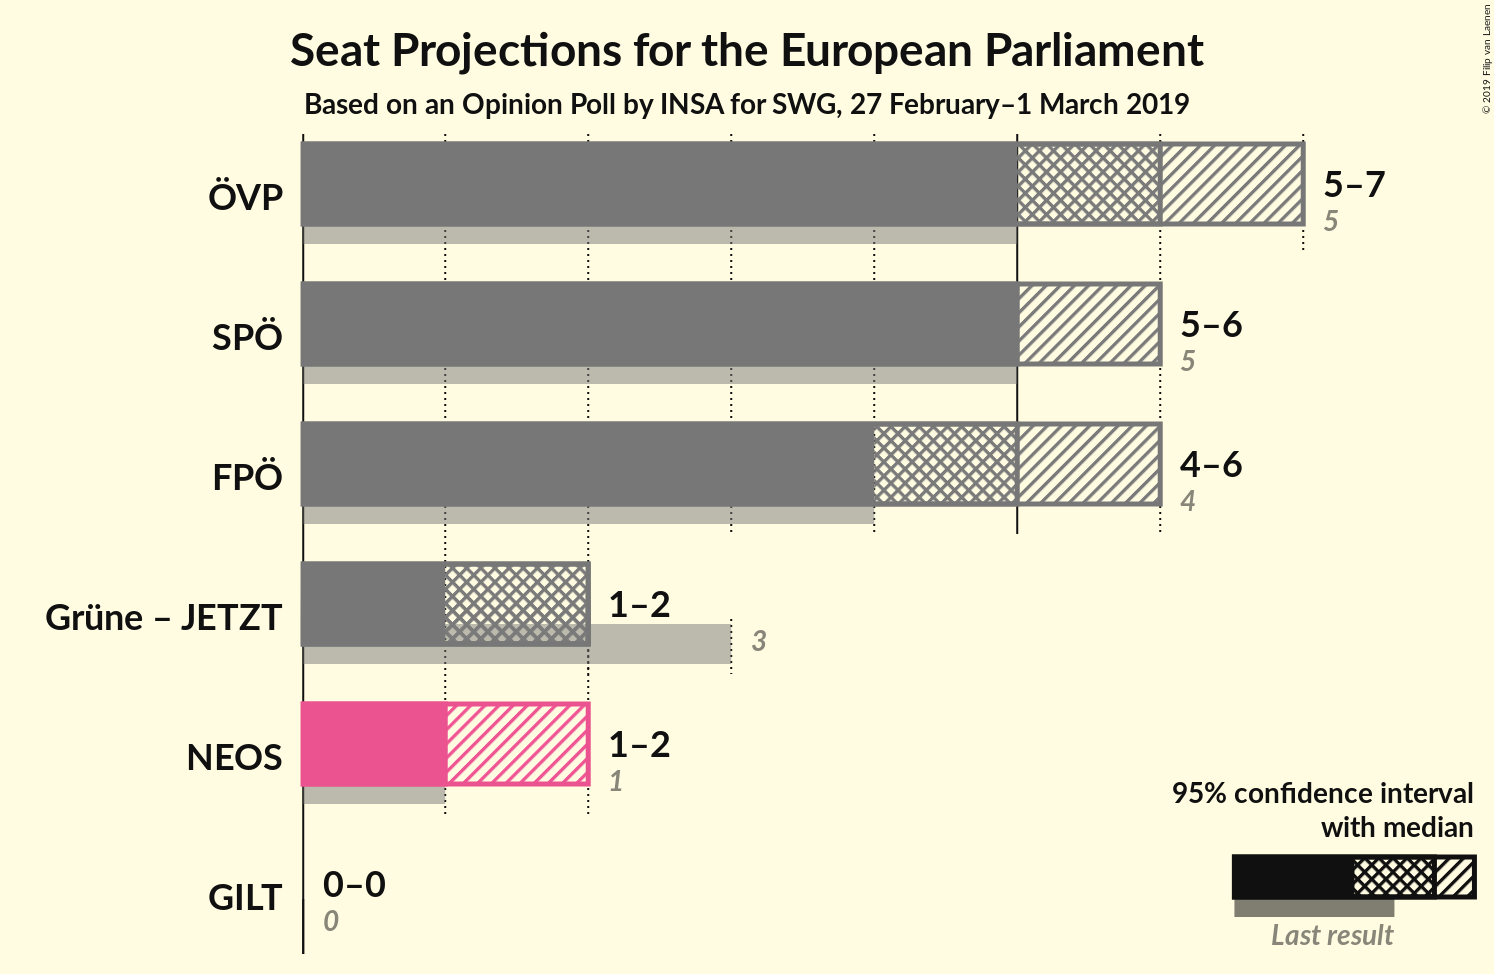 Seat Projections for the European Parliament
Based on an Opinion Poll by INSA for SWG, 27 February–1 March 2019
© 2019 Filip van Laenen
ÖVP
5–7
5
SPÖ
5–6
5
FPÖ
4–6
4
Grüne – JETZT
1–2
3
NEOS
1–2
1
GILT
0–0
0
95% confidence interval
with median
Last result